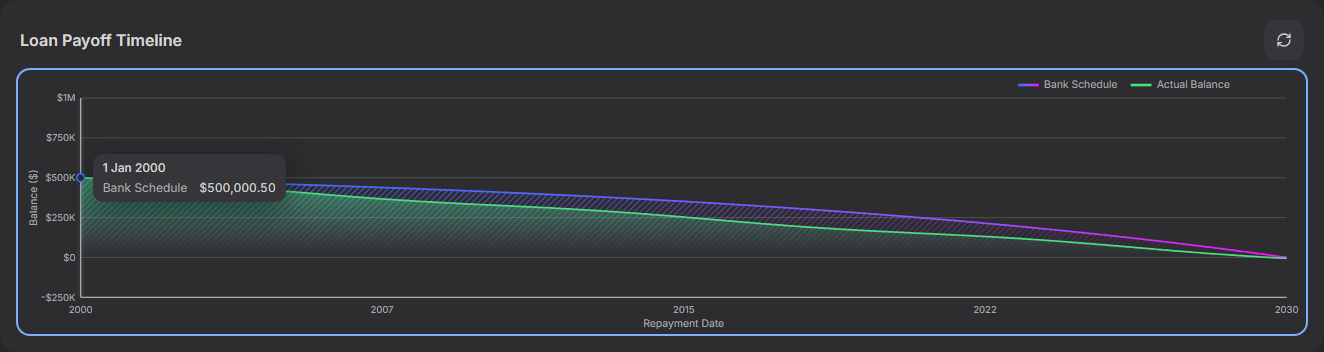 Loan Payoff Timeline
Bank Schedule Actual Balance
$1M
$750K
$500K
$250K
$0
-$250K
Balance ($)
1 Jan 2000
Bank Schedule $500,000.50
2000 2007 2015 2022 2030
Repayment Date